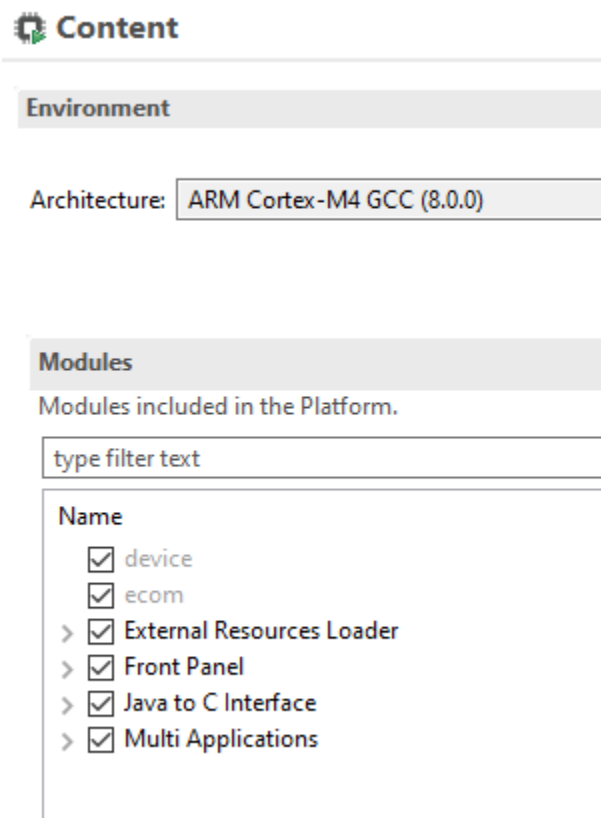 Content
Environment
Architecture: ARM Cortex-M4 GCC (8.0.0)
Modules
Modules included in the Platform.
type filter text
Name
device
ecom
External Resources Loader
Front Panel
Java to C Interface
Multi Applications